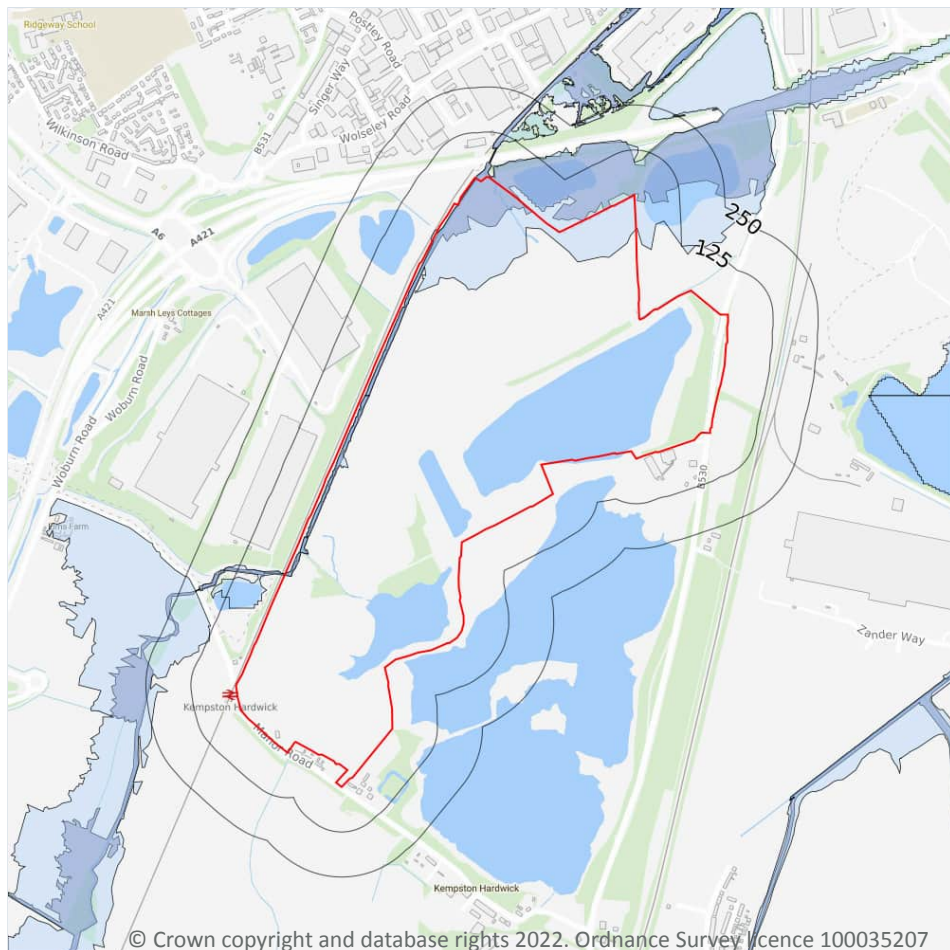 Ridgeway School
Postley Road
Singer Way
Wolseley Road
B531
Wilkinson Road
A6
A421
A421
Marsh Leys Cottages
Woburn Road
Woburn Road
250
125
B530
Zander Way
Kempston Hardwick
Manor Road
Kempston Hardwick
© Crown copyright and database rights 2022. Ordnance Survey licence 100035207